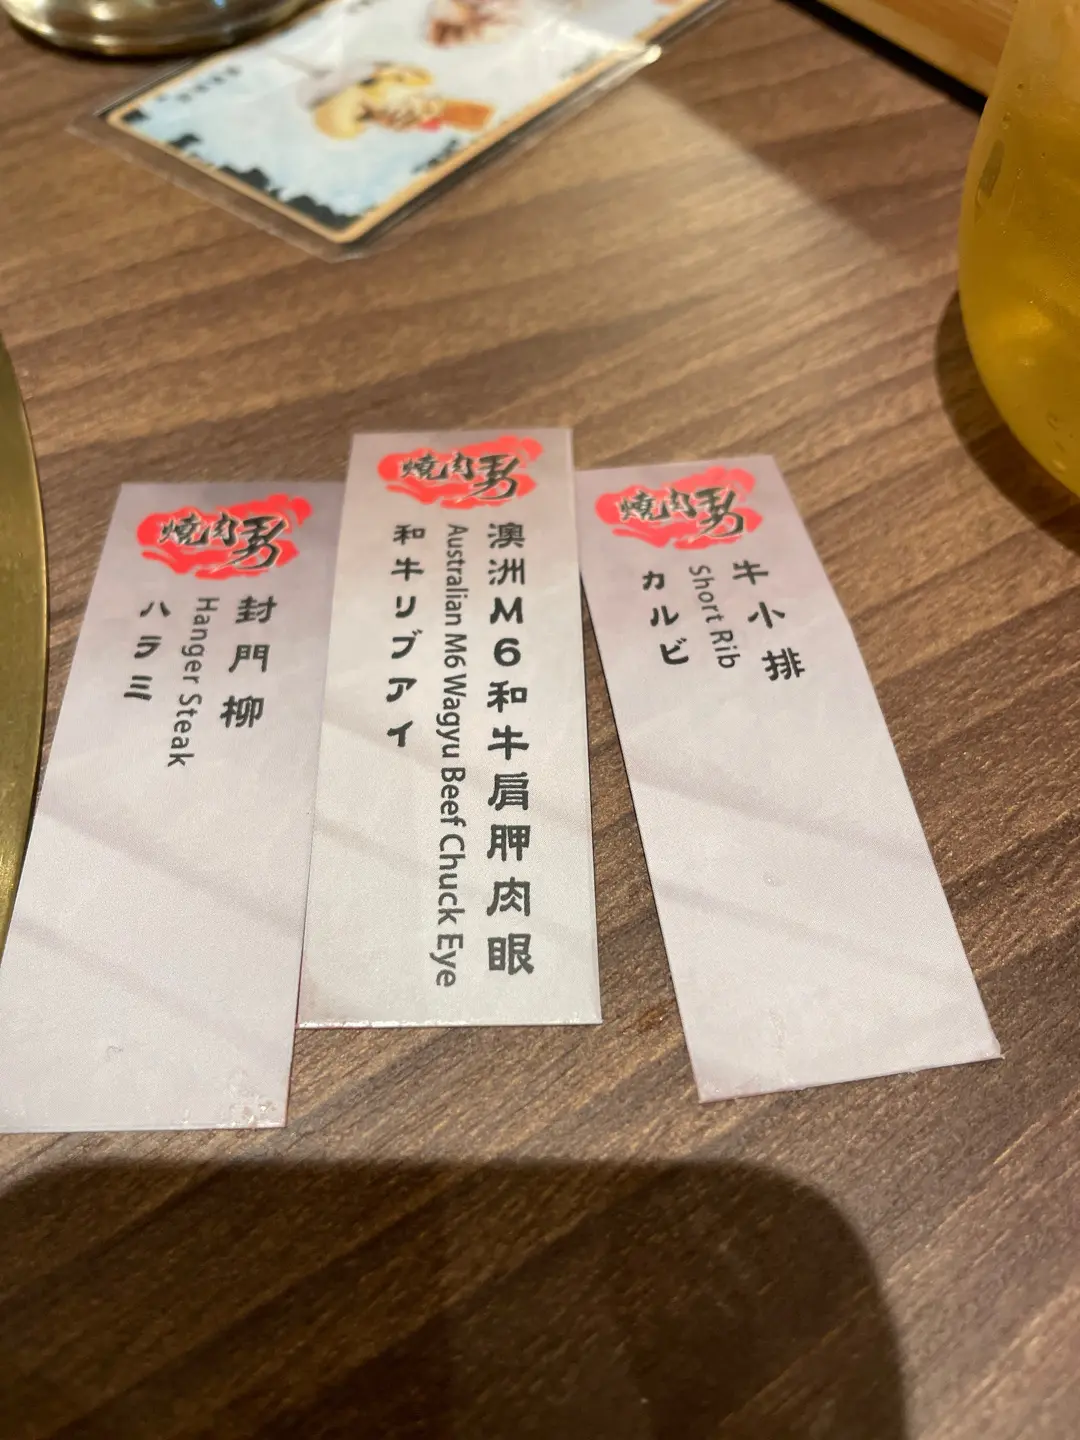 燒肉男
封門柳
Hanger Steak
ハラミ
燒肉男
澳洲M6和牛肩胛肉眼
Australian M6 Wagyu Beef Chuck Eye
和牛リブアイ
燒肉男
牛小排
Short Rib
カルビ